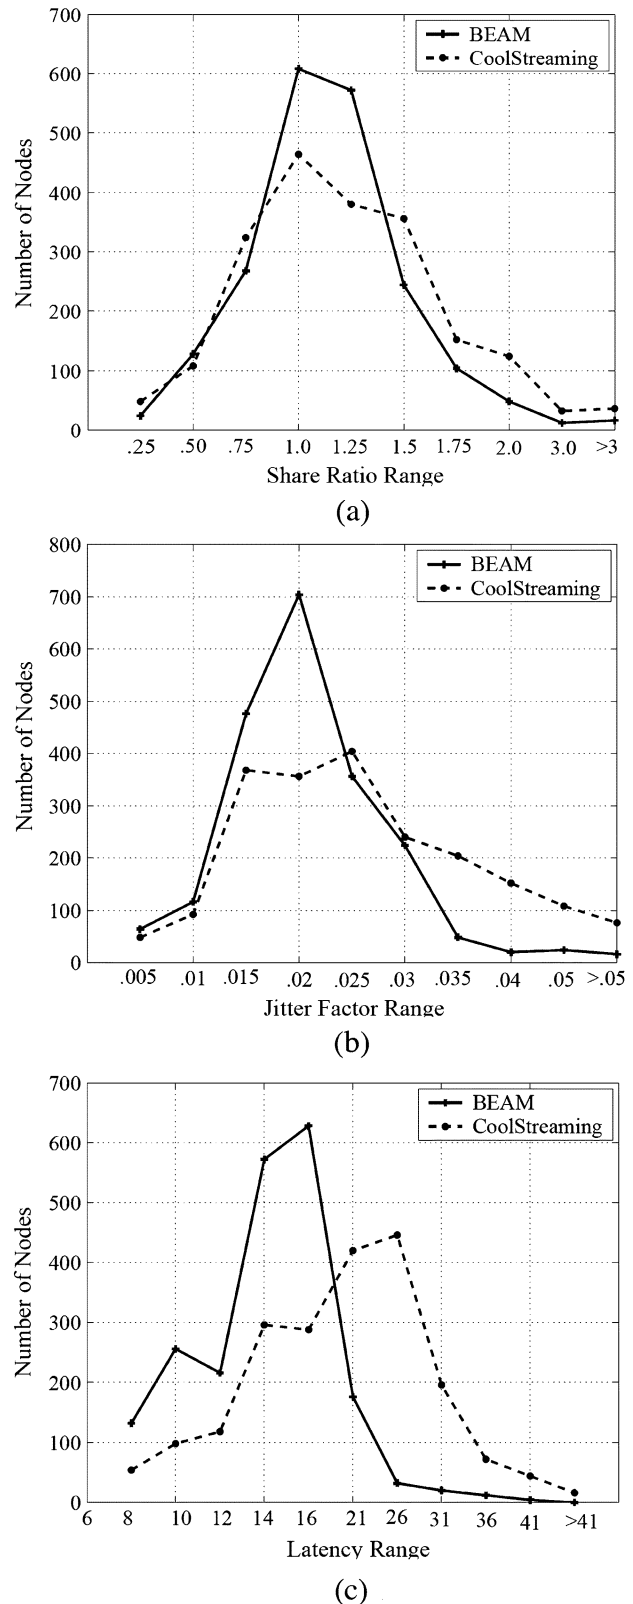 700
BEAM
CoolStreaming
600
500
400
300
200
100
0
Number of Nodes
.25 .50 .75 1.0 1.25 1.5 1.75 2.0 3.0 >3
Share Ratio Range
(a)
800
BEAM
CoolStreaming
700
600
500
400
300
200
100
0
Number of Nodes
.005 .01 .015 .02 .025 .03 .035 .04 .05 >.05
Jitter Factor Range
(b)
700
BEAM
CoolStreaming
600
500
400
300
200
100
0
Number of Nodes
6 8 10 12 14 16 21 26 31 36 41 >41
Latency Range
(c)